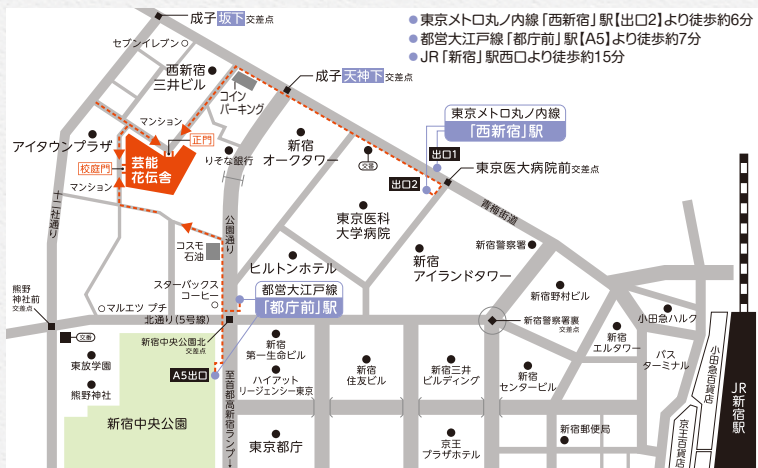 成子坂下交差点
セブンイレブン
西新宿
三井ビル
成子天神下交差点
コイン
パーキング
マンション
アイタウンプラザ
正門
校庭門
芸能
花伝舎
マンション
りそな銀行
新宿
オークタワー
交番
東京メトロ丸ノ内線「西新宿」駅【出口2】より徒歩約6分
都営大江戸線「都庁前」駅【A5】より徒歩約7分
JR「新宿」駅西口より徒歩約15分
東京メトロ丸ノ内線
「西新宿」駅
出口1
出口2
東京医大病院前交差点
青梅街道
十二社通り
公園通り
東京医科
大学病院
新宿
アイランドタワー
新宿警察署
コスモ
石油
ヒルトンホテル
スターバックス
コーヒー
都営大江戸線
「都庁前」駅
マルエツ プチ
熊野
神社前
交差点
北通り(5号線)
新宿中央公園北
交差点
交番
東放学園
熊野神社
A5出口
新宿中央公園
至首都高新宿ランプ
新宿
第一生命ビル
ハイアット
リージェンシー東京
東京都庁
新宿
住友ビル
新宿三井
ビルディング
京王
プラザホテル
新宿野村ビル
新宿警察署裏
交差点
新宿
センタービル
新宿
エルタワー
小田急ハルク
バス
ターミナル
新宿郵便局
小田急百貨店
京王百貨店
JR新宿駅